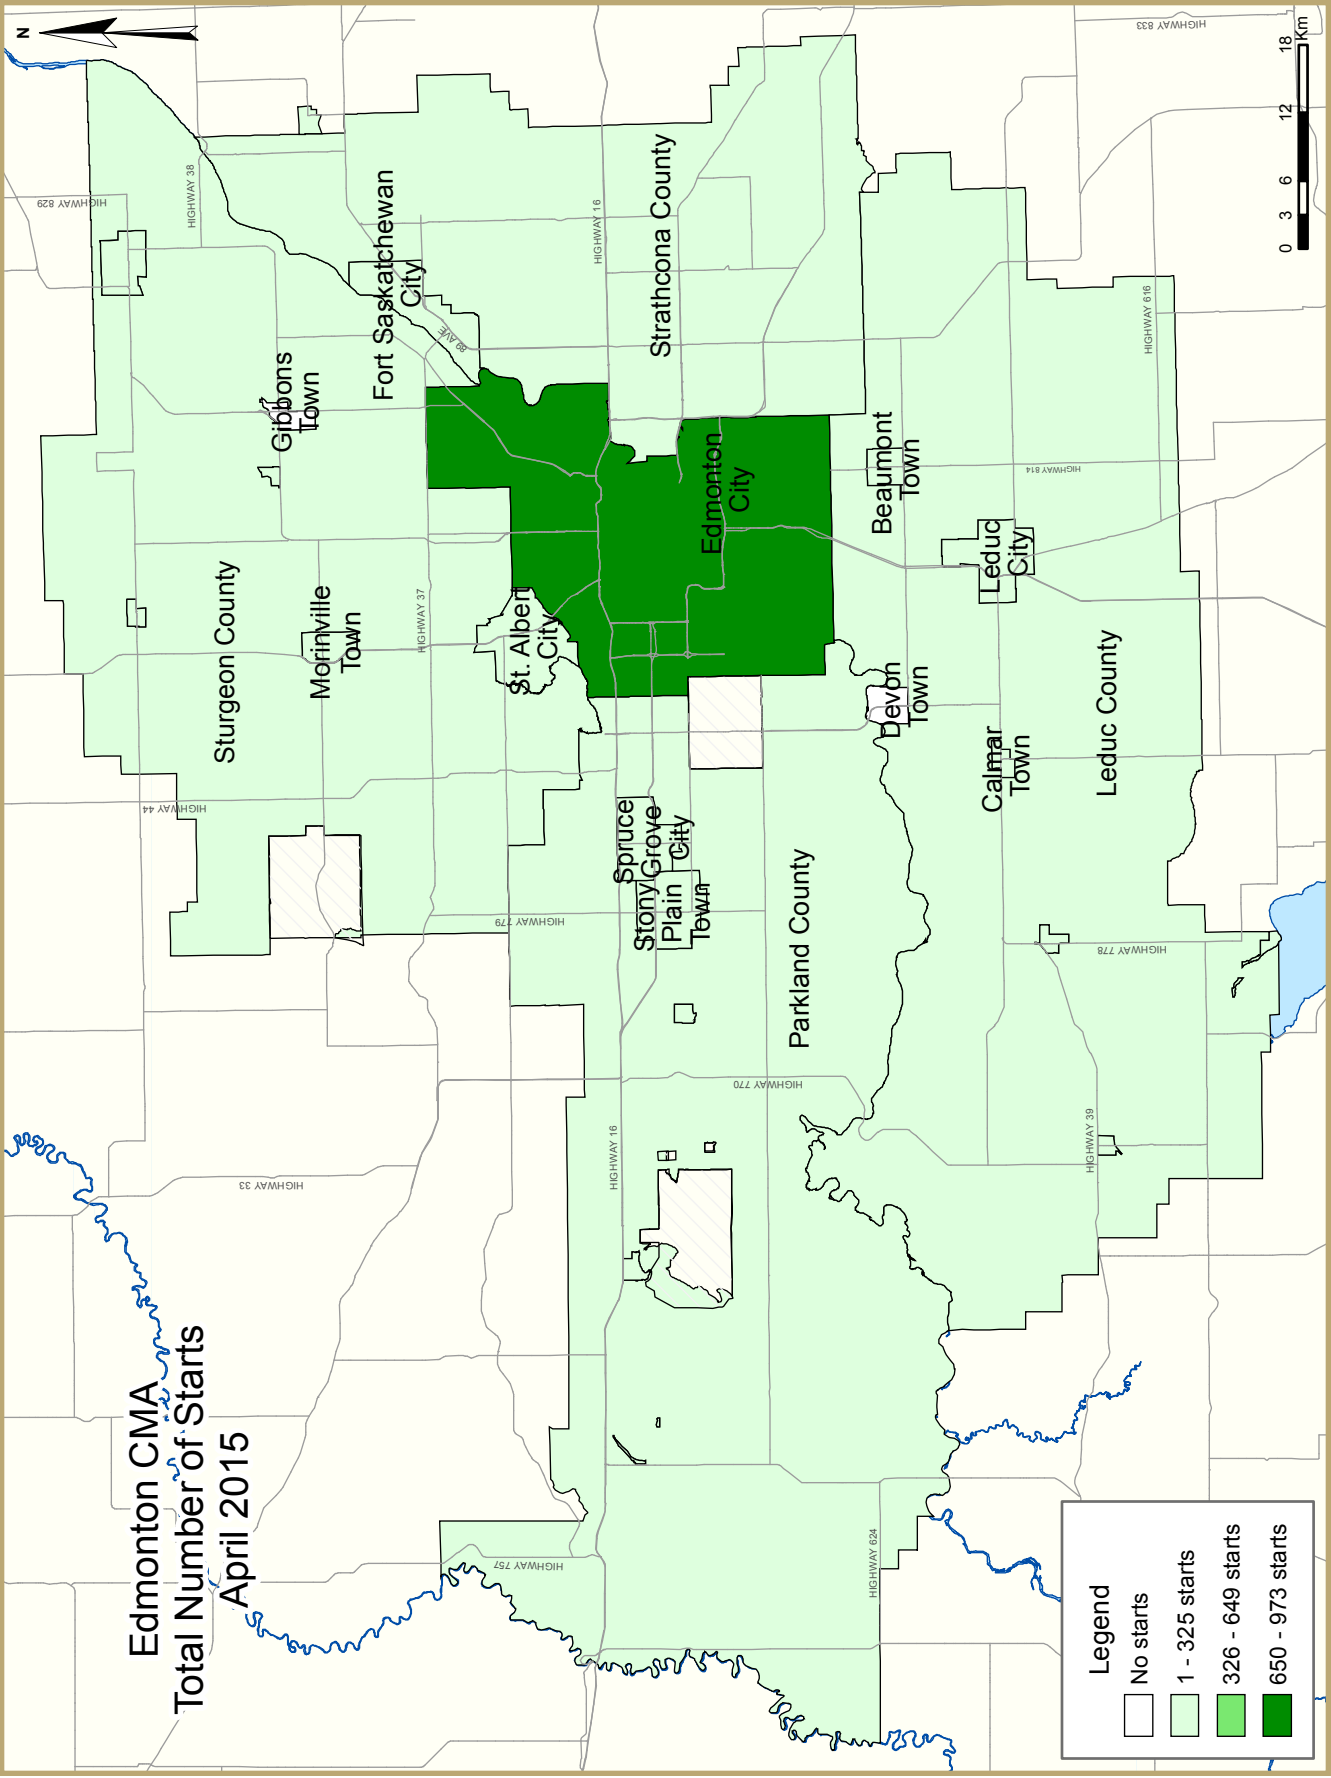 Edmonton CMA
Total Number of Starts
April 2015
N
HIGHWAY 757
HIGHWAY 33
HIGHWAY 44
HIGHWAY 829
HIGHWAY 38
Sturgeon County
Gibbons
Town
Morinville
Town
HIGHWAY 37
Fort Saskatchewan
City
89 AVE
St. Albert
City
HIGHWAY 779
HIGHWAY 16
HIGHWAY 16
Spruce
Grove
City
Stony
Plain
Town
Strathcona County
Edmonton
City
HIGHWAY 770
Parkland County
HIGHWAY 624
Devon
Town
Beaumont
Town
Calmar
Town
Leduc
City
HIGHWAY 814
Leduc County
HIGHWAY 39
HIGHWAY 778
HIGHWAY 616
HIGHWAY 833
Legend
No starts
1 - 325 starts
326 - 649 starts
650 - 973 starts
0 3 6 12 18
Km